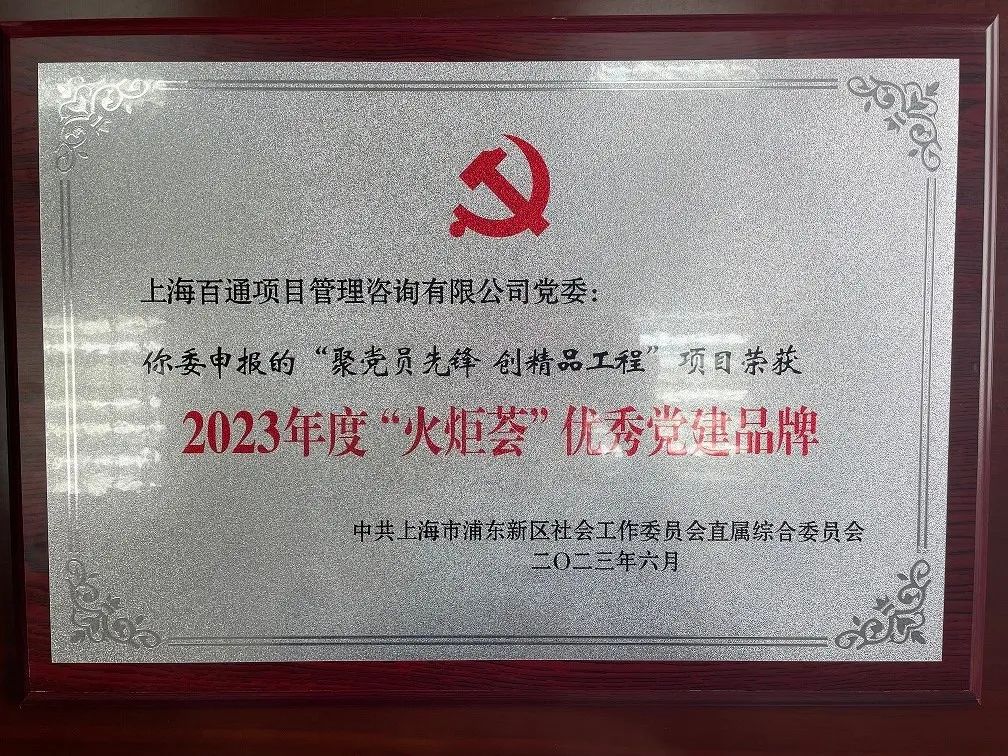 上海百通项目管理咨询有限公司党委：
你委申报的“聚党员先锋 创精品工程”项目荣获
2023年度“火炬荟”优秀党建品牌
中共上海市浦东新区社会工作委员会直属综合委员会
二〇二三年六月